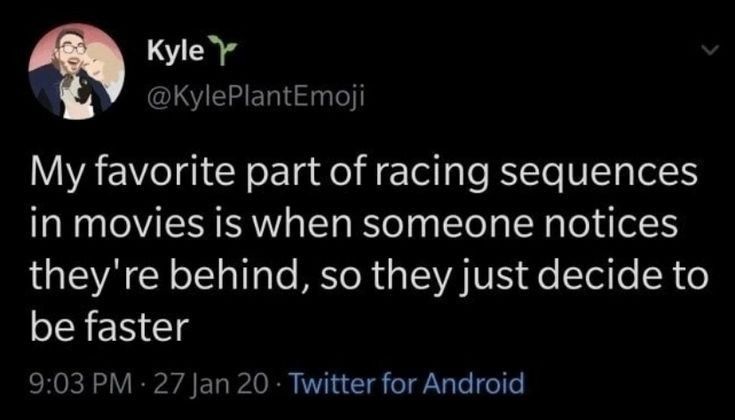 Kyle🌱
@KylePlantEmoji
My favorite part of racing sequences
in movies is when someone notices
they're behind, so they just decide to
be faster
9:03 PM · 27 Jan 20 · Twitter for Android